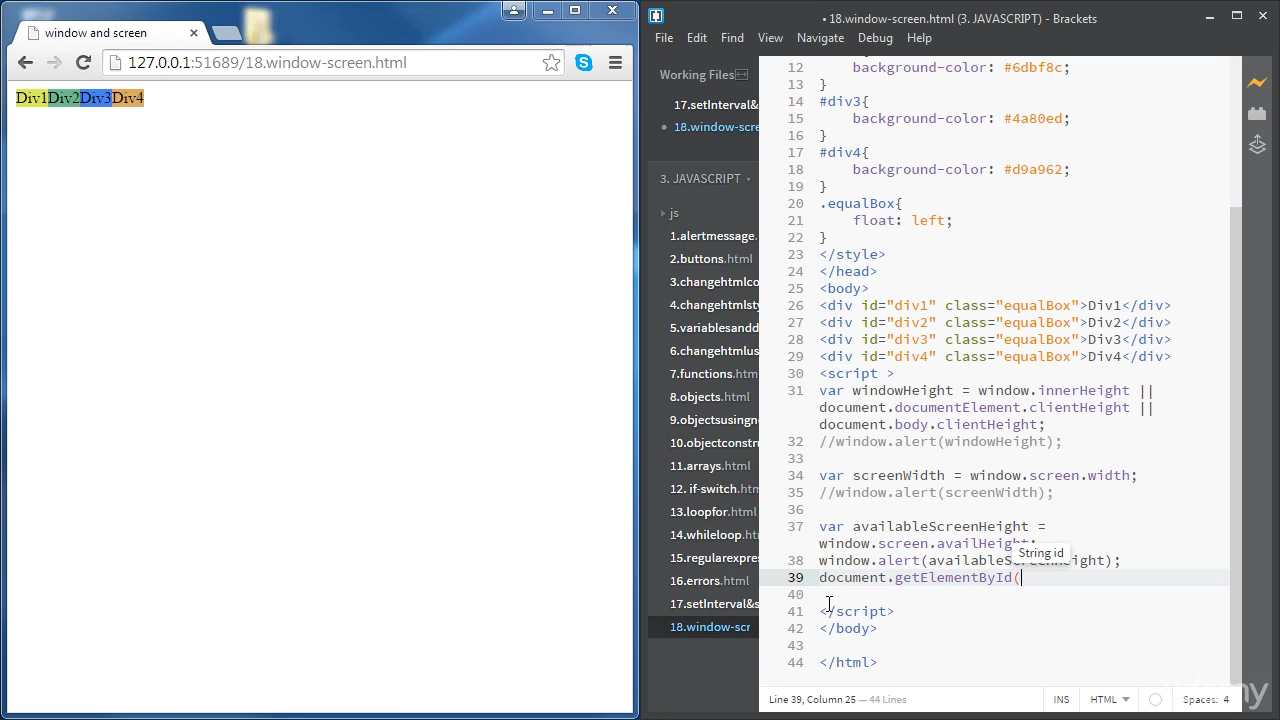 window and screen
127.0.0.1:51689/18.window-screen.html
Div1Div2Div3Div4
• 18.window-screen.html (3. JAVASCRIPT) - Brackets
File Edit Find View Navigate Debug Help
Working Files
17.setInterval&
18.window-scre
3. JAVASCRIPT
js
1.alertmessage.
2.buttons.html
3.changehtmlco
4.changehtmlsty
5.variablesandd
6.changehtmlus
7.functions.htm
8.objects.html
9.objectsusingne
10.objectconstru
11.arrays.html
12. if-switch.htm
13.loopfor.html
14.whileloop.htm
15.regularexpre
16.errors.html
17.setInterval&s
18.window-scr
12 background-color: #6dbf8c;
13 }
14 #div3{
15 background-color: #4a80ed;
16 }
17 #div4{
18 background-color: #d9a962;
19 }
20 .equalBox{
21 float: left;
22 }
23 </style>
24 </head>
25 <body>
26 <div id="div1" class="equalBox">Div1</div>
27 <div id="div2" class="equalBox">Div2</div>
28 <div id="div3" class="equalBox">Div3</div>
29 <div id="div4" class="equalBox">Div4</div>
30 <script >
31 var windowHeight = window.innerHeight ||
document.documentElement.clientHeight ||
document.body.clientHeight;
32 //window.alert(windowHeight);
33
34 var screenWidth = window.screen.width;
35 //window.alert(screenWidth);
36
37 var availableScreenHeight =
window.screen.availHeight;
String id
38 window.alert(availableScreenHeight);
39 document.getElementById(
40
41 </script>
42 </body>
43
44 </html>
Line 39, Column 25 — 44 Lines
INS HTML Spaces: 4